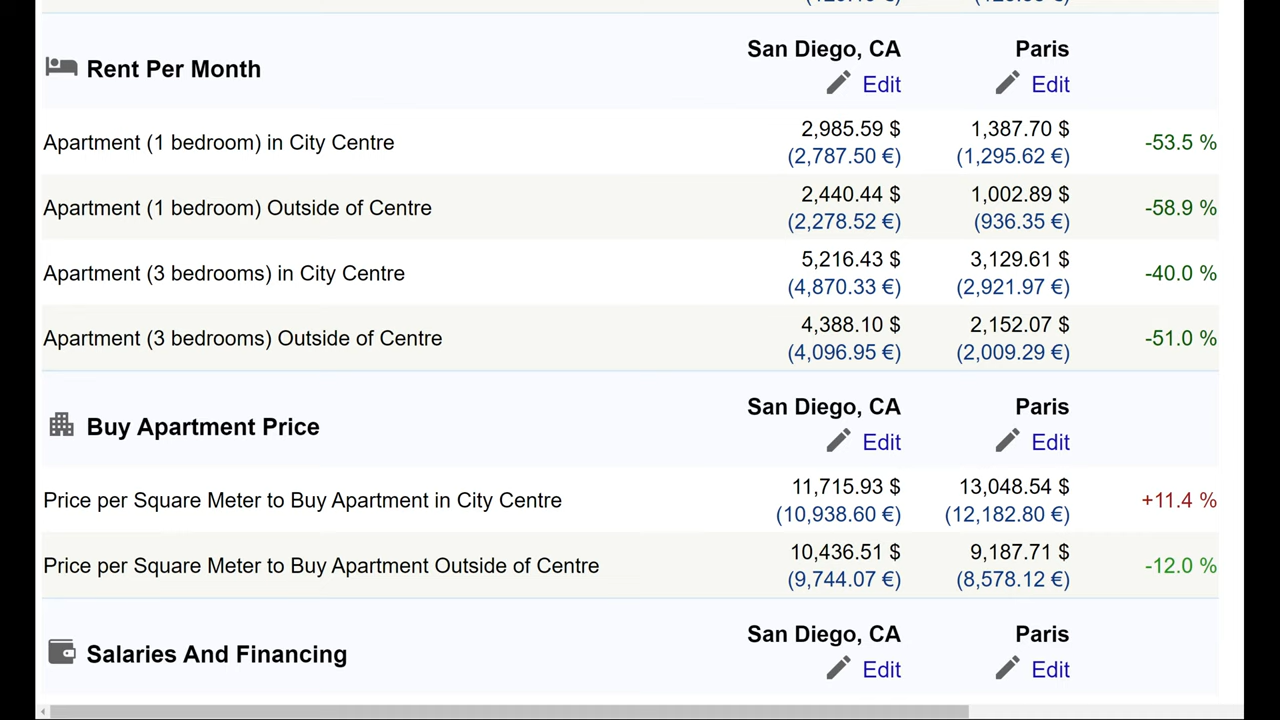 San Diego, CA Paris
Rent Per Month
Edit Edit
2,985.59 $ 1,387.70 $
Apartment (1 bedroom) in City Centre -53.5 %
(2,787.50 €) (1,295.62 €)
2,440.44 $ 1,002.89 $
Apartment (1 bedroom) Outside of Centre -58.9 %
(2,278.52 €) (936.35 €)
5,216.43 $ 3,129.61 $
Apartment (3 bedrooms) in City Centre -40.0 %
(4,870.33 €) (2,921.97 €)
4,388.10 $ 2,152.07 $
Apartment (3 bedrooms) Outside of Centre -51.0 %
(4,096.95 €) (2,009.29 €)
San Diego, CA Paris
Buy Apartment Price
Edit Edit
11,715.93 $ 13,048.54 $
Price per Square Meter to Buy Apartment in City Centre +11.4 %
(10,938.60 €) (12,182.80 €)
10,436.51 $ 9,187.71 $
Price per Square Meter to Buy Apartment Outside of Centre -12.0 %
(9,744.07 €) (8,578.12 €)
San Diego, CA Paris
Salaries And Financing
Edit Edit